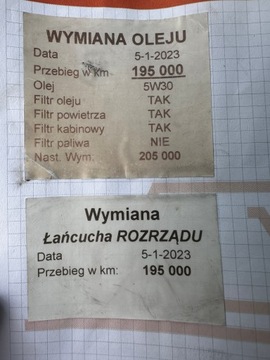 WYMIANA OLEJU
Data 5-1-2023
Przebieg w km 195 000
Olej 5W30
Filtr oleju TAK
Filtr powietrza TAK
Filtr kabinowy TAK
Filtr paliwa NIE
Nast. Wym. 205 000
Wymiana
Łańcucha ROZRZĄDU
Data 5-1-2023
Przebieg w km: 195 000